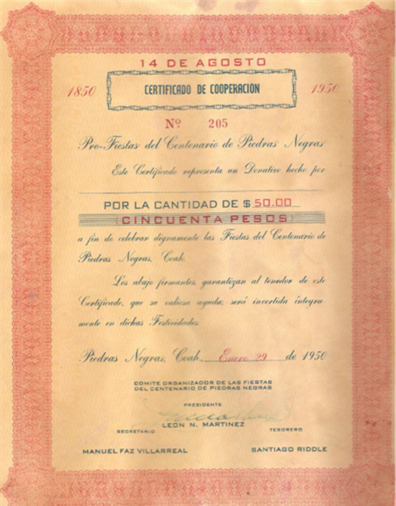 14 DE AGOSTO
1850 CERTIFICADO DE COOPERACION 1950
Nº 205
Pro-Fiestas del Centenario de Piedras Negras
Este Certificado representa un Donativo hecho por
POR LA CANTIDAD DE $ 50.00
(CINCUENTA PESOS)
a fin de celebrar dignamente las Fiestas del Centenario de
Piedras Negras, Coah.
Los abajo firmantes, garantizan al tenedor de este
Certificado, que su valiosa ayuda, será invertida integra-
mente en dichas Festividades.
Piedras Negras, Coah. Enero 29 de 1950
COMITE ORGANIZADOR DE LAS FIESTAS
DEL CENTENARIO DE PIEDRAS NEGRAS
PRESIDENTE
LEON N. MARTINEZ
SECRETARIO TESORERO
MANUEL FAZ VILLARREAL SANTIAGO RIDDLE